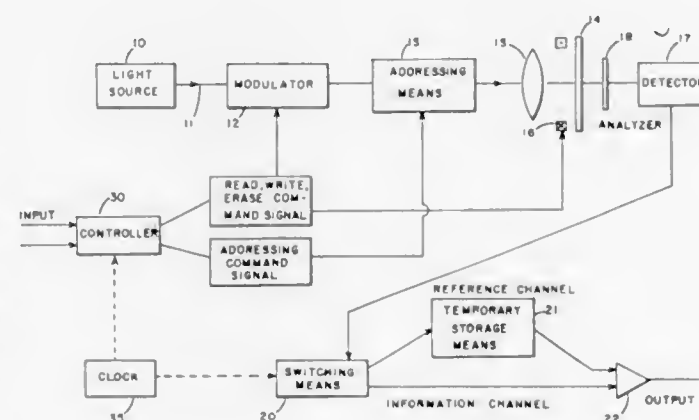 10
15
15
14
18
17
LIGHT
SOURCE
MODULATOR
ADDRESSING
MEANS
DETECTOR
11
12
16
ANALYZER
30
READ, WRITE,
ERASE COM-
MAND SIGNAL
INPUT
CONTROLLER
ADDRESSING
COMMAND
SIGNAL
REFERENCE CHANNEL
TEMPORARY
STORAGE
MEANS
21
CLOCK
SWITCHING
MEANS
35
20
INFORMATION CHANNEL
22
OUTPUT